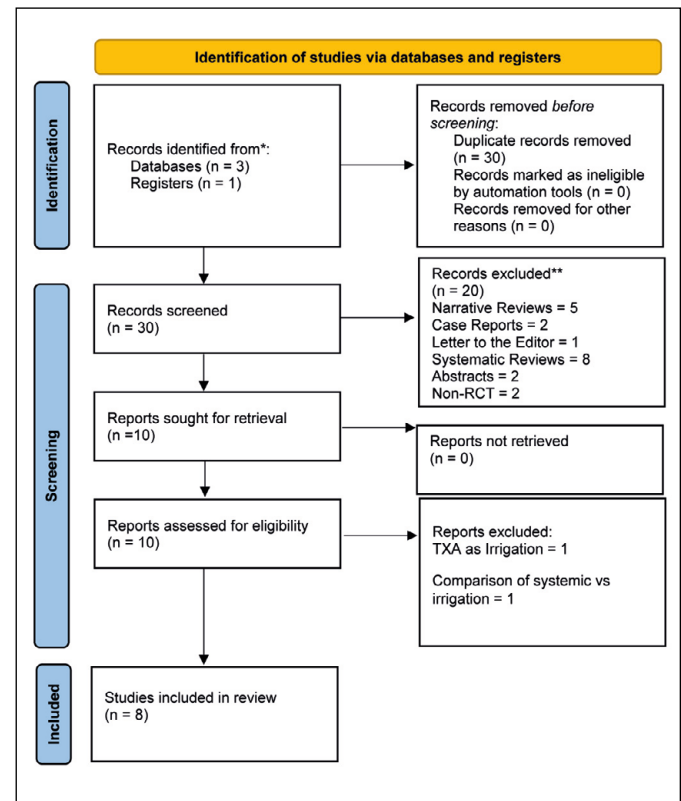 Identification of studies via databases and registers
Identification
Records identified from*:
Databases (n = 3)
Registers (n = 1)
Records removed before
screening:
Duplicate records removed
(n = 30)
Records marked as ineligible
by automation tools (n = 0)
Records removed for other
reasons (n = 0)
Screening
Records screened
(n = 30)
Records excluded**
(n = 20)
Narrative Reviews = 5
Case Reports = 2
Letter to the Editor = 1
Systematic Reviews = 8
Abstracts = 2
Non-RCT = 2
Reports sought for retrieval
(n =10)
Reports not retrieved
(n = 0)
Reports assessed for eligibility
(n = 10)
Reports excluded:
TXA as Irrigation = 1
Comparison of systemic vs
irrigation = 1
Included
Studies included in review
(n = 8)